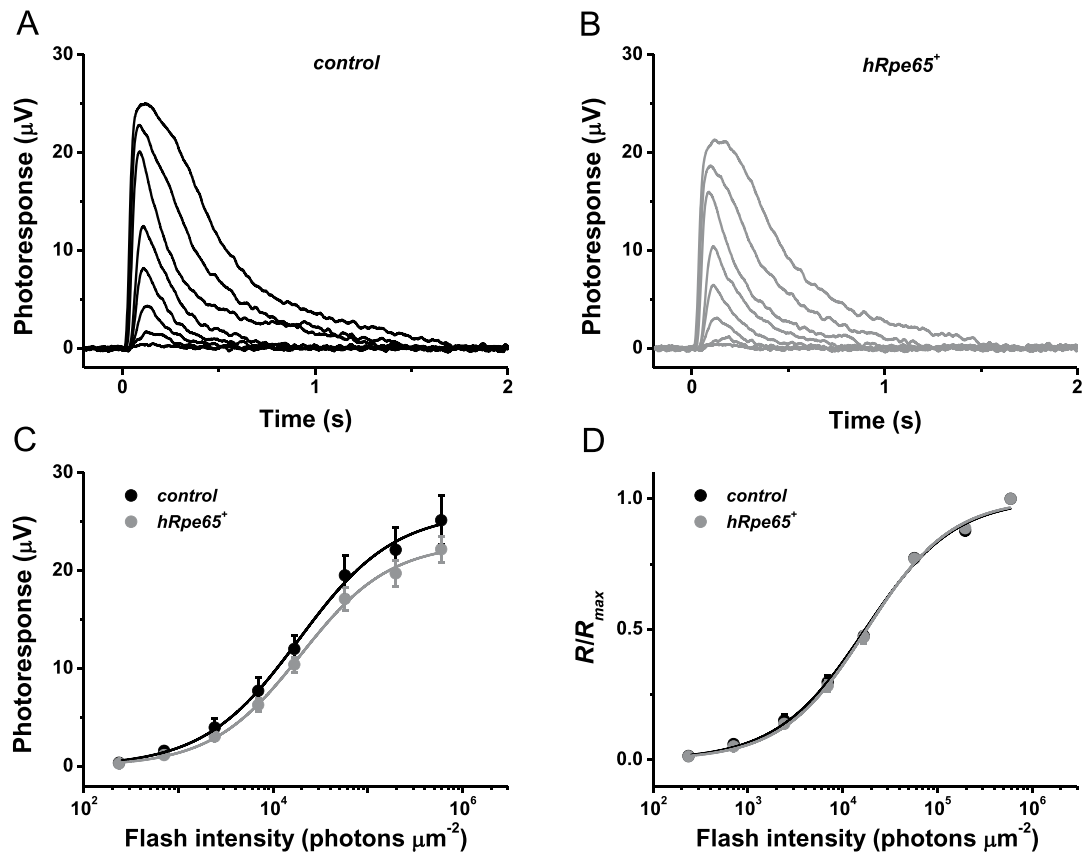 A
control
30
20
10
0
Photoresponse (μV)
0 1 2
Time (s)
B
hRpe65⁺
30
20
10
0
Photoresponse (μV)
0 1 2
Time (s)
C
control
hRpe65⁺
30
20
10
0
Photoresponse (μV)
10² 10⁴ 10⁶
Flash intensity (photons μm⁻²)
D
control
hRpe65⁺
1.0
0.5
0.0
R/Rmax
10² 10³ 10⁴ 10⁵ 10⁶
Flash intensity (photons μm⁻²)